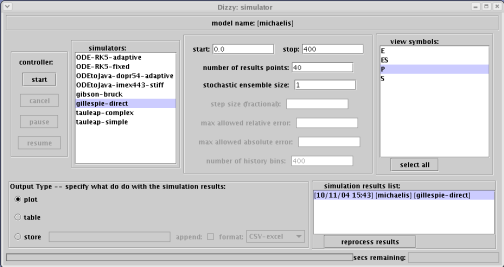 Dizzy: simulator
model name: [michaelis]
controller:
start
cancel
pause
resume
simulators:
ODE-RK5-adaptive
ODE-RK5-fixed
ODEtoJava-dopr54-adaptive
ODEtoJava-imex443-stiff
gibson-bruck
gillespie-direct
tauleap-complex
tauleap-simple
start: 0.0 stop: 400
number of results points: 40
stochastic ensemble size: 1
step size (fractional):
max allowed relative error:
max allowed absolute error:
number of history bins: 400
view symbols:
E
ES
P
S
select all
Output Type -- specify what do do with the simulation results:
plot
table
store append: format: CSV-excel
simulation results list:
[10/11/04 15:43] [michaelis] [gillespie-direct]
reprocess results
secs remaining: